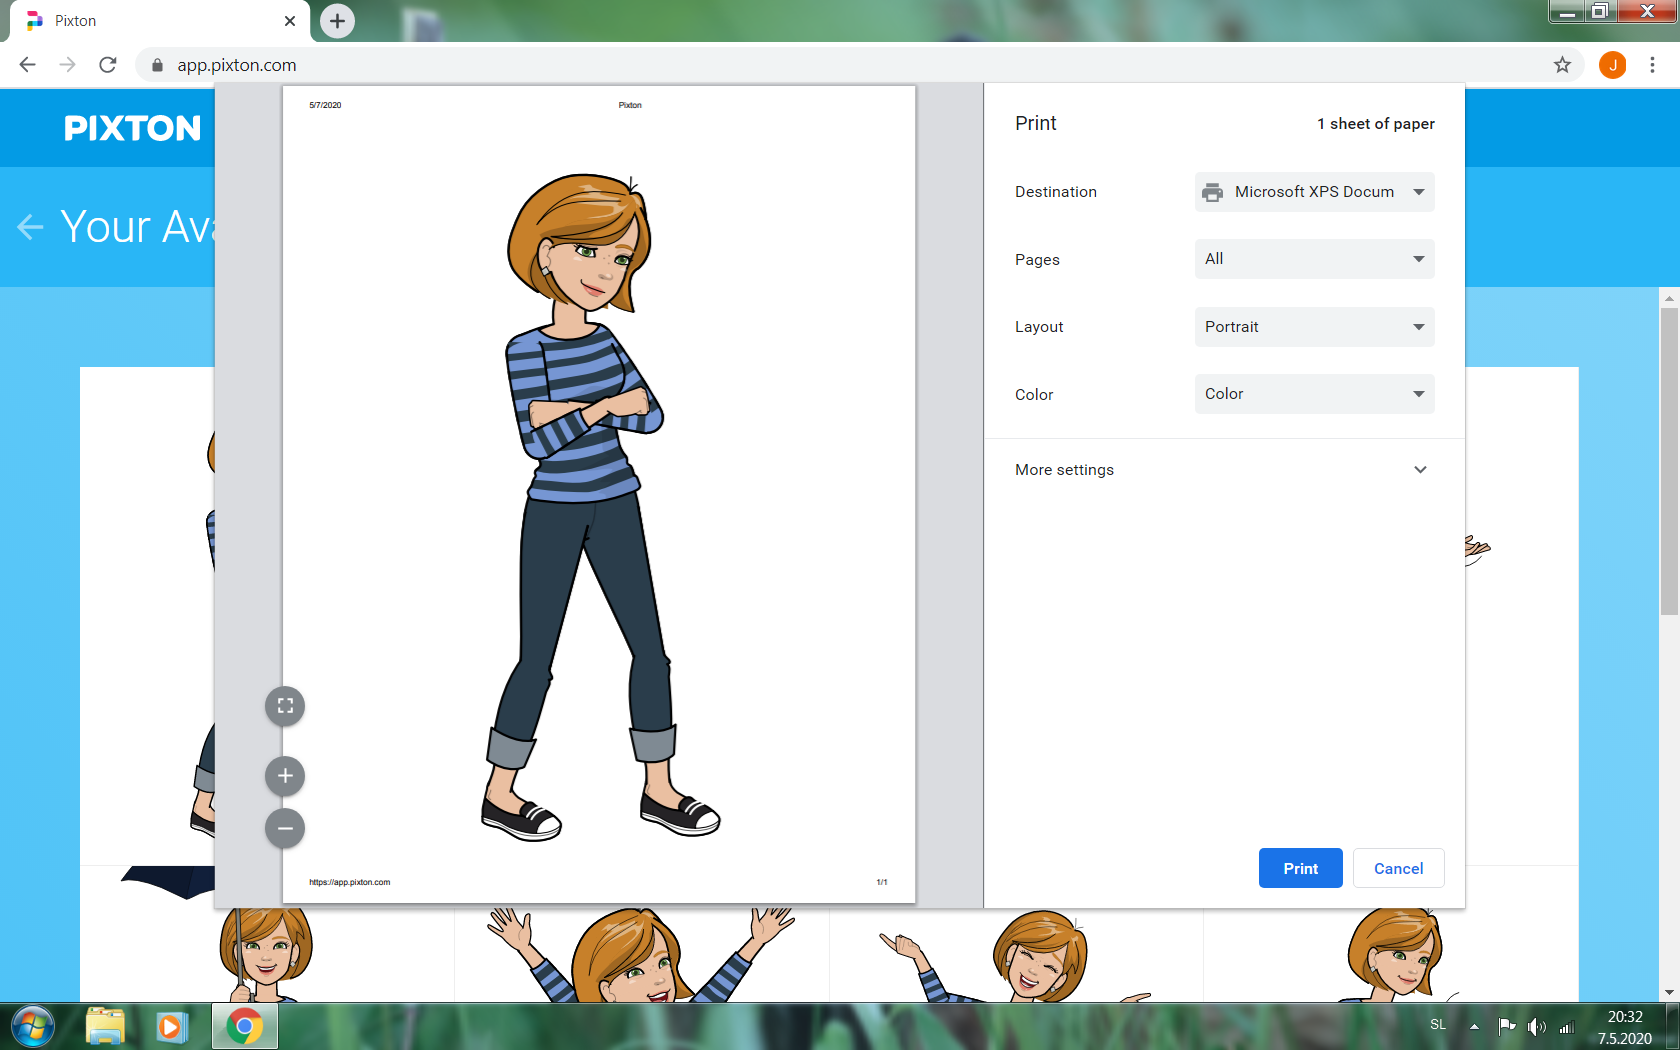 Pixton
app.pixton.com
J
PIXTON
Your Ava
5/7/2020
Pixton
https://app.pixton.com
1/1
Print
1 sheet of paper
Destination
Microsoft XPS Docum
Pages
All
Layout
Portrait
Color
Color
More settings
Print
Cancel
SL
20:32
7.5.2020